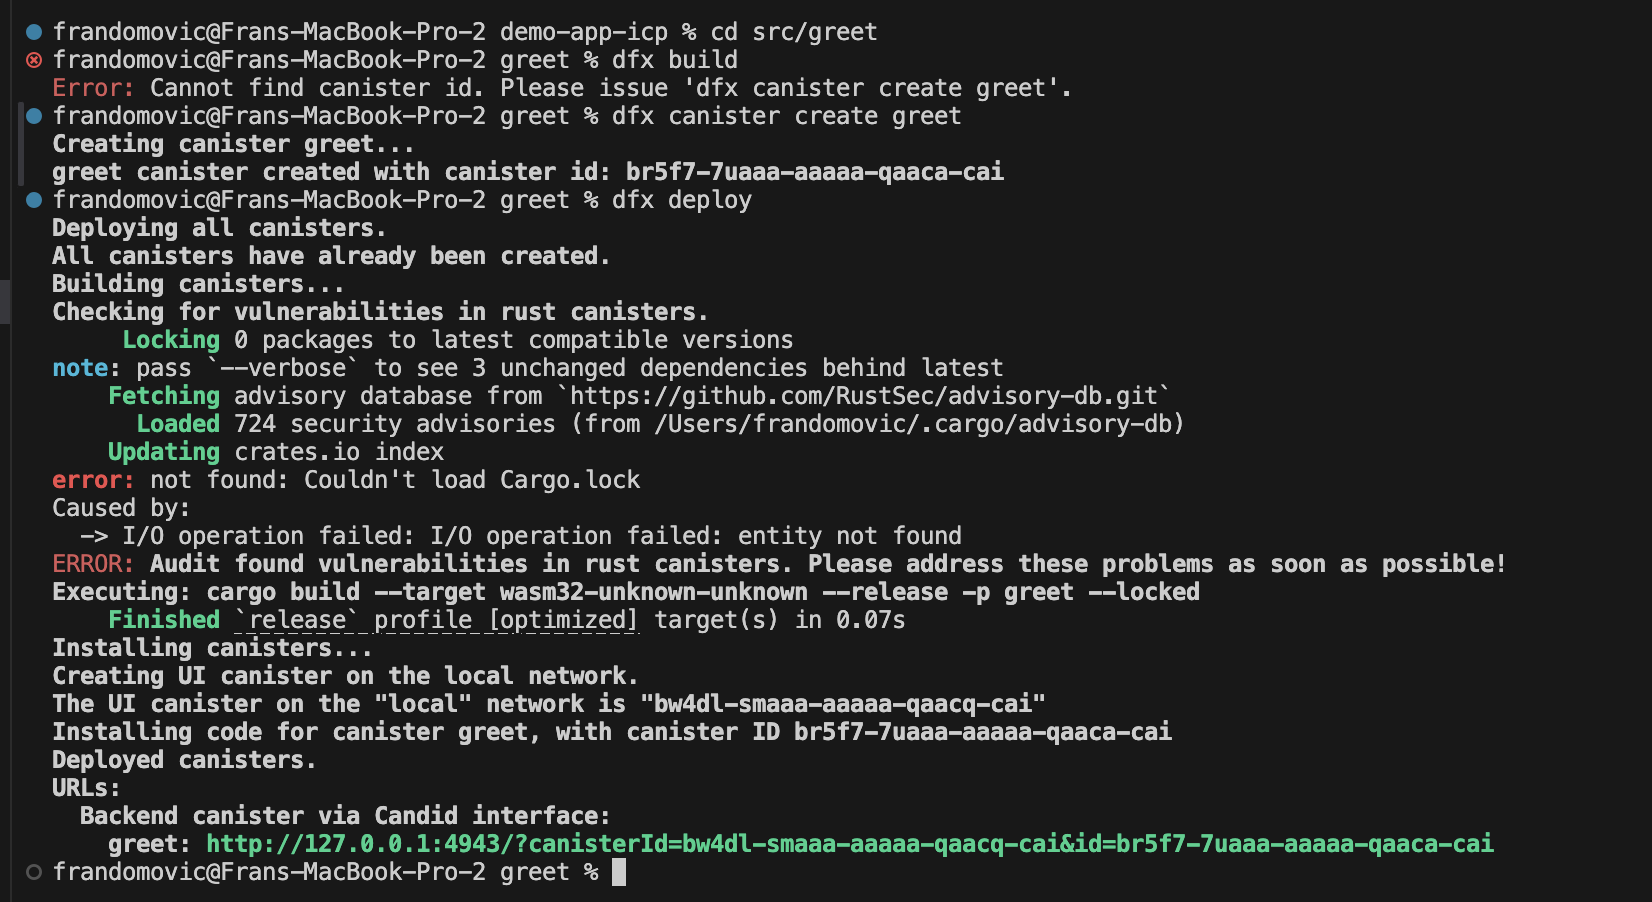 frandomovic@Frans-MacBook-Pro-2 demo-app-icp % cd src/greet
frandomovic@Frans-MacBook-Pro-2 greet % dfx build
Error: Cannot find canister id. Please issue 'dfx canister create greet'.
frandomovic@Frans-MacBook-Pro-2 greet % dfx canister create greet
Creating canister greet...
greet canister created with canister id: br5f7-7uaaa-aaaaa-qaaca-cai
frandomovic@Frans-MacBook-Pro-2 greet % dfx deploy
Deploying all canisters.
All canisters have already been created.
Building canisters...
Checking for vulnerabilities in rust canisters.
     Locking 0 packages to latest compatible versions
note: pass `--verbose` to see 3 unchanged dependencies behind latest
    Fetching advisory database from `https://github.com/RustSec/advisory-db.git`
      Loaded 724 security advisories (from /Users/frandomovic/.cargo/advisory-db)
    Updating crates.io index
error: not found: Couldn't load Cargo.lock
Caused by:
  -> I/O operation failed: I/O operation failed: entity not found
ERROR: Audit found vulnerabilities in rust canisters. Please address these problems as soon as possible!
Executing: cargo build --target wasm32-unknown-unknown --release -p greet --locked
    Finished `release` profile [optimized] target(s) in 0.07s
Installing canisters...
Creating UI canister on the local network.
The UI canister on the "local" network is "bw4dl-smaaa-aaaaa-qaacq-cai"
Installing code for canister greet, with canister ID br5f7-7uaaa-aaaaa-qaaca-cai
Deployed canisters.
URLs:
  Backend canister via Candid interface:
    greet: http://127.0.0.1:4943/?canisterId=bw4dl-smaaa-aaaaa-qaacq-cai&id=br5f7-7uaaa-aaaaa-qaaca-cai
frandomovic@Frans-MacBook-Pro-2 greet %